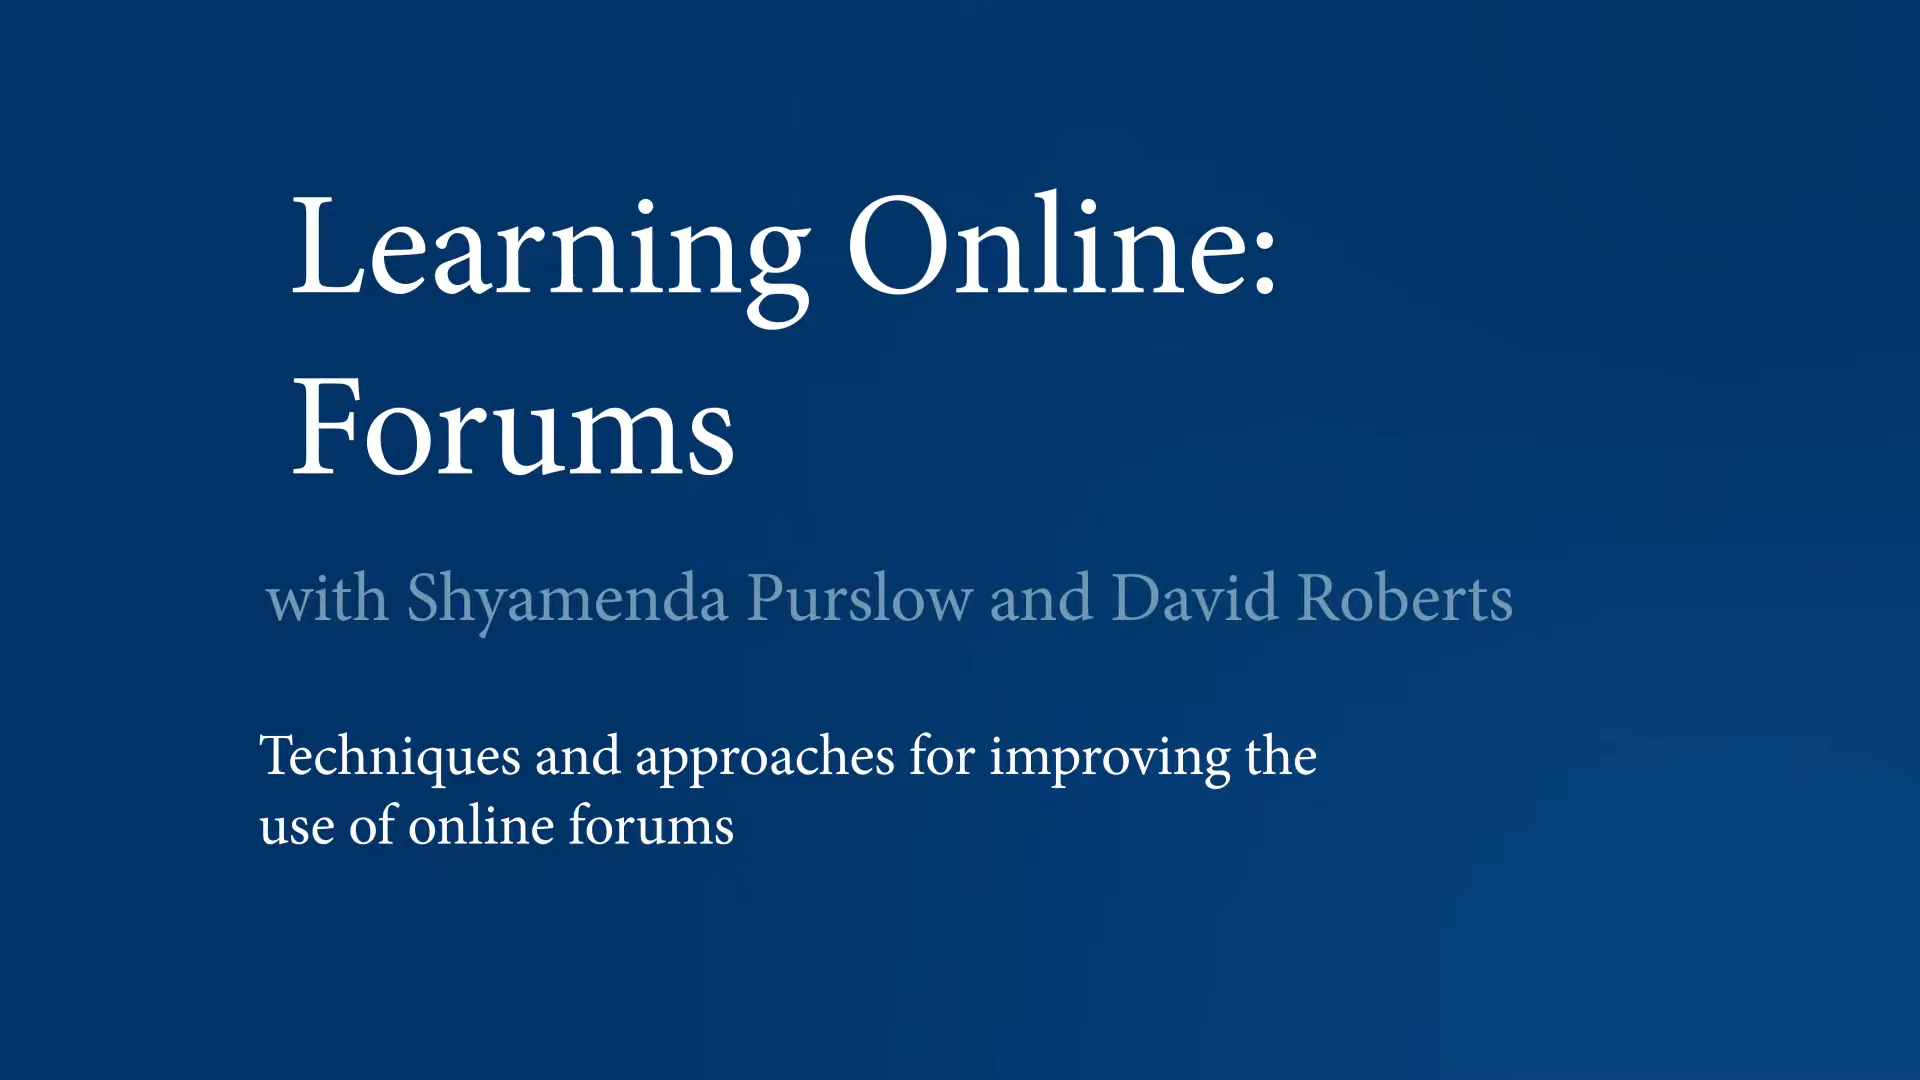 Learning Online:
Forums
with Shyamenda Purslow and David Roberts
Techniques and approaches for improving the
use of online forums